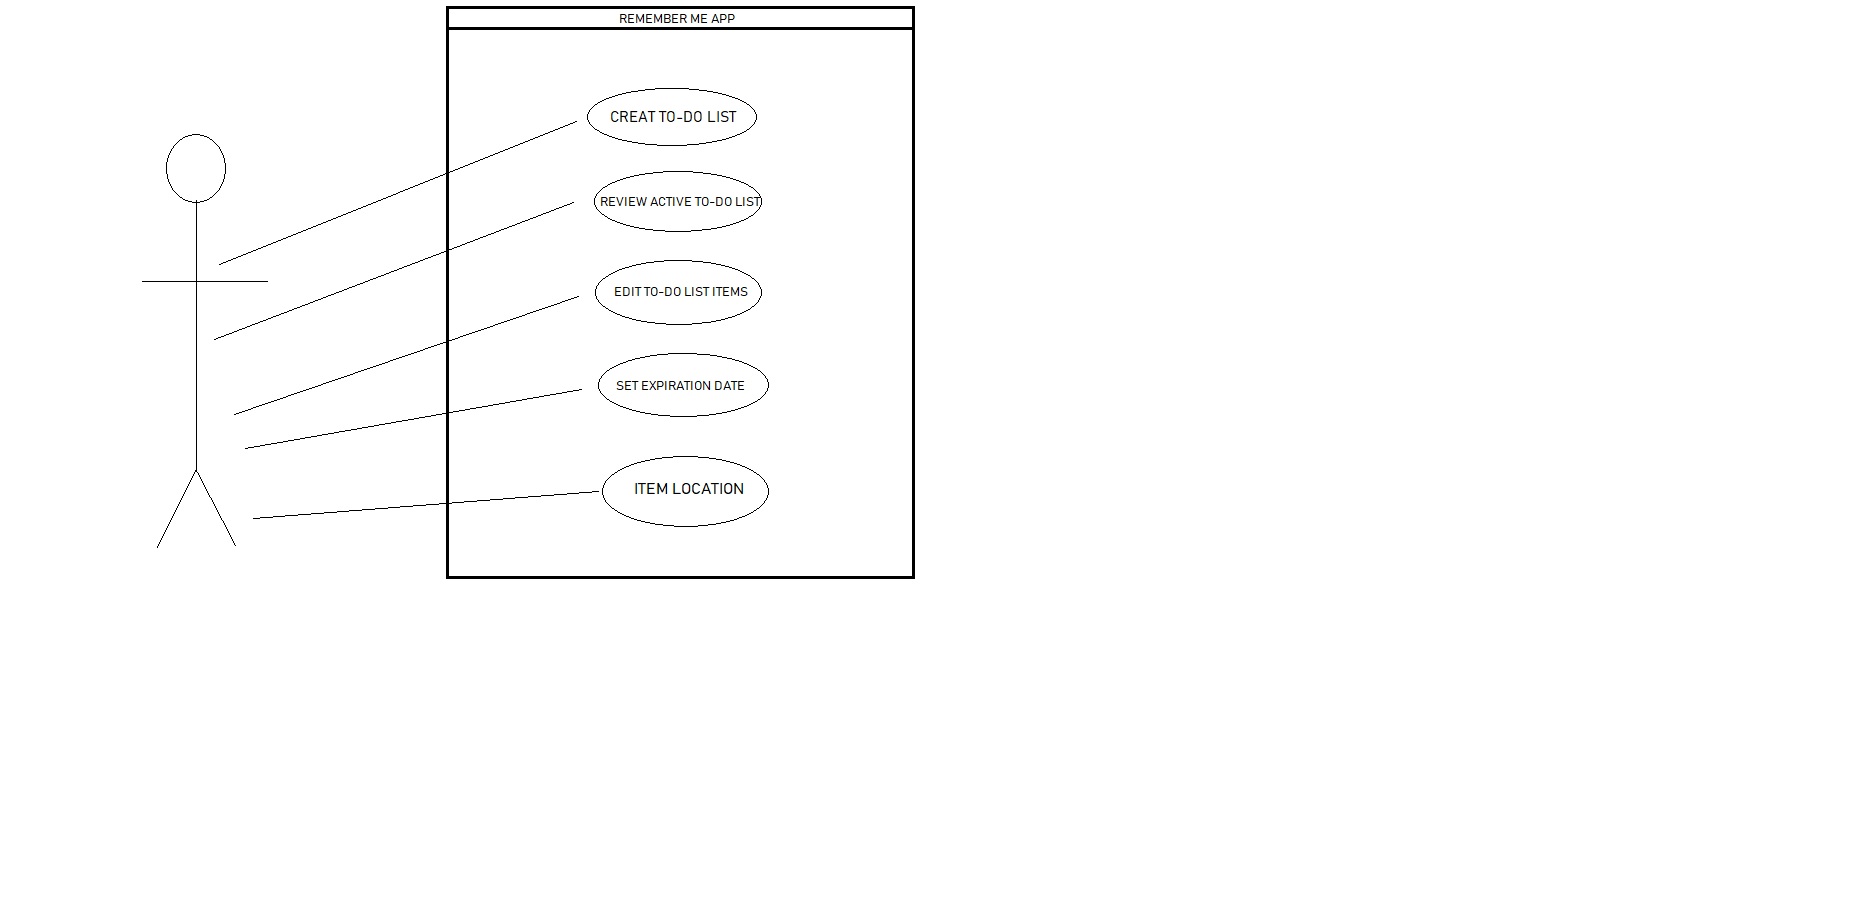 REMEMBER ME APP
CREAT TO-DO LIST
REVIEW ACTIVE TO-DO LIST
EDIT TO-DO LIST ITEMS
SET EXPIRATION DATE
ITEM LOCATION